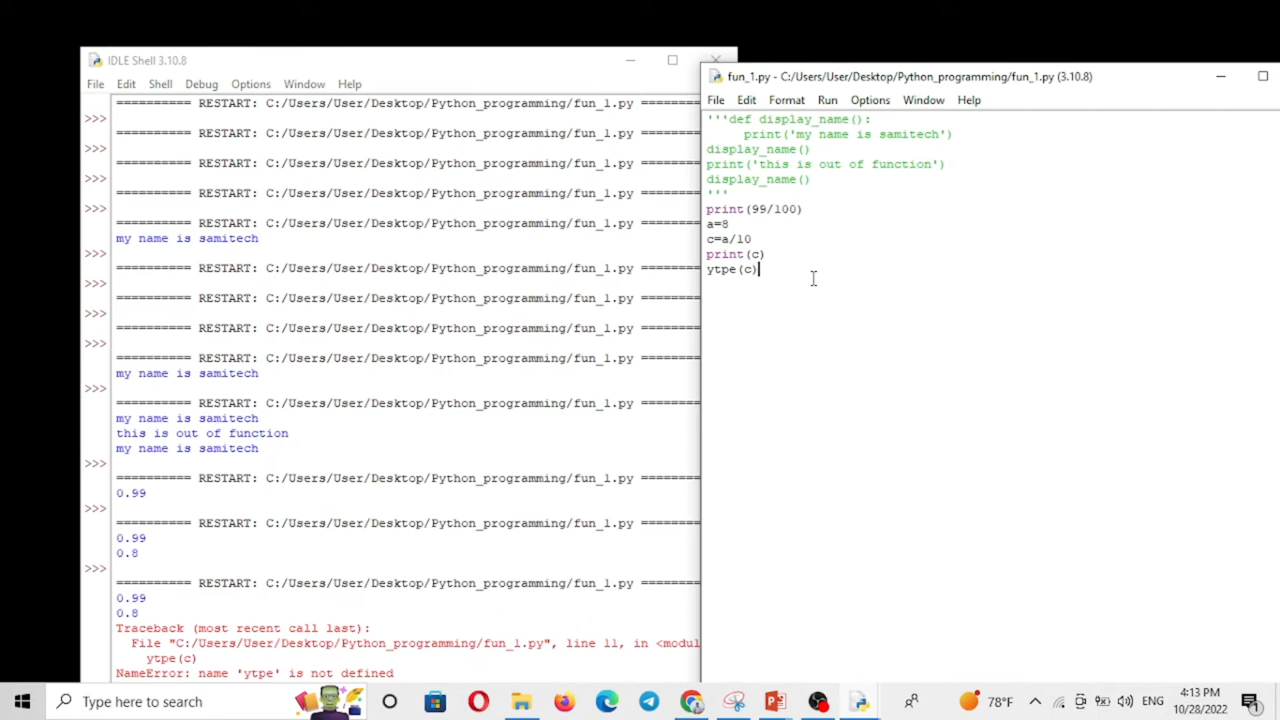 IDLE Shell 3.10.8
File Edit Shell Debug Options Window Help
========== RESTART: C:/Users/User/Desktop/Python_programming/fun_1.py ========
>>>
========== RESTART: C:/Users/User/Desktop/Python_programming/fun_1.py ========
>>>
========== RESTART: C:/Users/User/Desktop/Python_programming/fun_1.py ========
>>>
========== RESTART: C:/Users/User/Desktop/Python_programming/fun_1.py ========
>>>
========== RESTART: C:/Users/User/Desktop/Python_programming/fun_1.py ========
my name is samitech
>>>
========== RESTART: C:/Users/User/Desktop/Python_programming/fun_1.py ========
>>>
========== RESTART: C:/Users/User/Desktop/Python_programming/fun_1.py ========
>>>
========== RESTART: C:/Users/User/Desktop/Python_programming/fun_1.py ========
>>>
========== RESTART: C:/Users/User/Desktop/Python_programming/fun_1.py ========
my name is samitech
>>>
========== RESTART: C:/Users/User/Desktop/Python_programming/fun_1.py ========
my name is samitech
this is out of function
my name is samitech
>>>
========== RESTART: C:/Users/User/Desktop/Python_programming/fun_1.py ========
0.99
>>>
========== RESTART: C:/Users/User/Desktop/Python_programming/fun_1.py ========
0.99
0.8
>>>
========== RESTART: C:/Users/User/Desktop/Python_programming/fun_1.py ========
0.99
0.8
Traceback (most recent call last):
File "C:/Users/User/Desktop/Python_programming/fun_1.py", line 11, in <modul
ytpe(c)
NameError: name 'ytpe' is not defined
fun_1.py - C:/Users/User/Desktop/Python_programming/fun_1.py (3.10.8)
File Edit Format Run Options Window Help
'''def display_name():
print('my name is samitech')
display_name()
print('this is out of function')
display_name()
'''
print(99/100)
a=8
c=a/10
print(c)
ytpe(c)
Type here to search
78°F
ENG
4:13 PM
10/28/2022
1